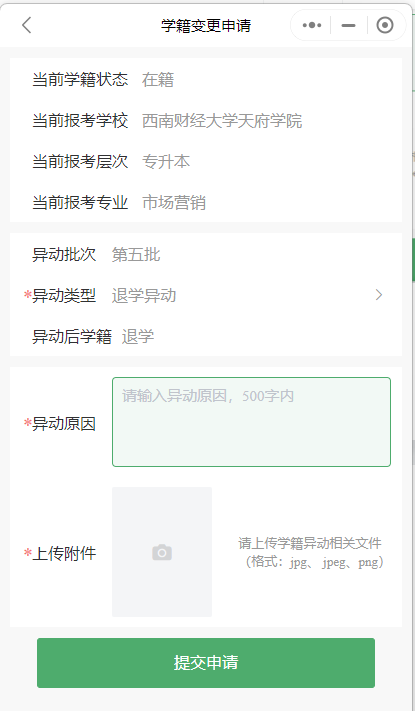 学籍变更申请
当前学籍状态 在籍
当前报考学校 西南财经大学天府学院
当前报考层次 专升本
当前报考专业 市场营销
异动批次 第五批
*异动类型 退学异动
异动后学籍 退学
*异动原因 请输入异动原因，500字内
*上传附件 请上传学籍异动相关文件
（格式：jpg、jpeg、png）
提交申请